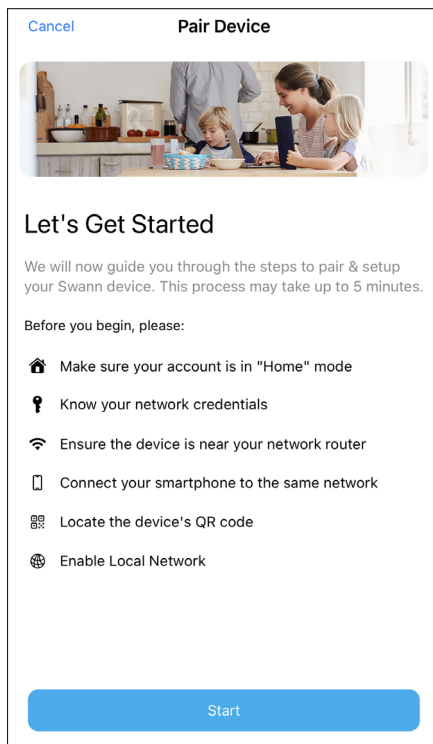 Cancel
Pair Device
Let's Get Started
We will now guide you through the steps to pair & setup
your Swann device. This process may take up to 5 minutes.
Before you begin, please:
Make sure your account is in "Home" mode
Know your network credentials
Ensure the device is near your network router
Connect your smartphone to the same network
Locate the device's QR code
Enable Local Network
Start